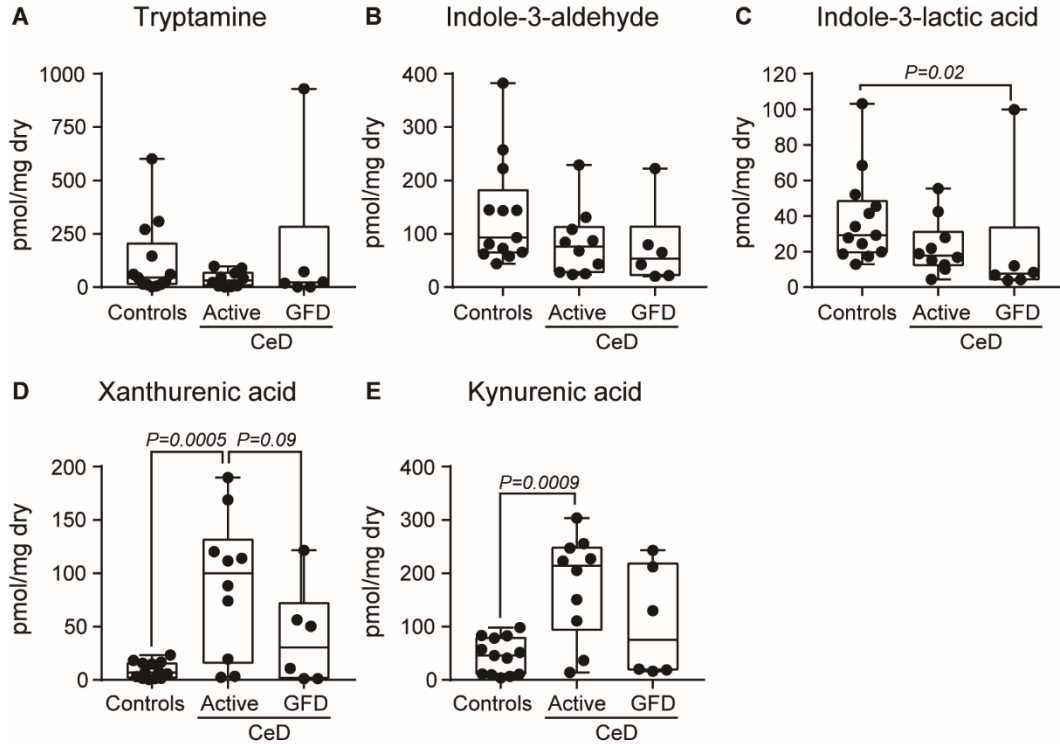 A Tryptamine
pmol/mg dry
1000
750
500
250
0
Controls Active GFD
CeD
B Indole-3-aldehyde
pmol/mg dry
400
300
200
100
0
Controls Active GFD
CeD
C Indole-3-lactic acid
pmol/mg dry
120
100
80
60
40
20
0
P=0.02
Controls Active GFD
CeD
D Xanthurenic acid
pmol/mg dry
200
150
100
50
0
P=0.0005 P=0.09
Controls Active GFD
CeD
E Kynurenic acid
pmol/mg dry
400
300
200
100
0
P=0.0009
Controls Active GFD
CeD